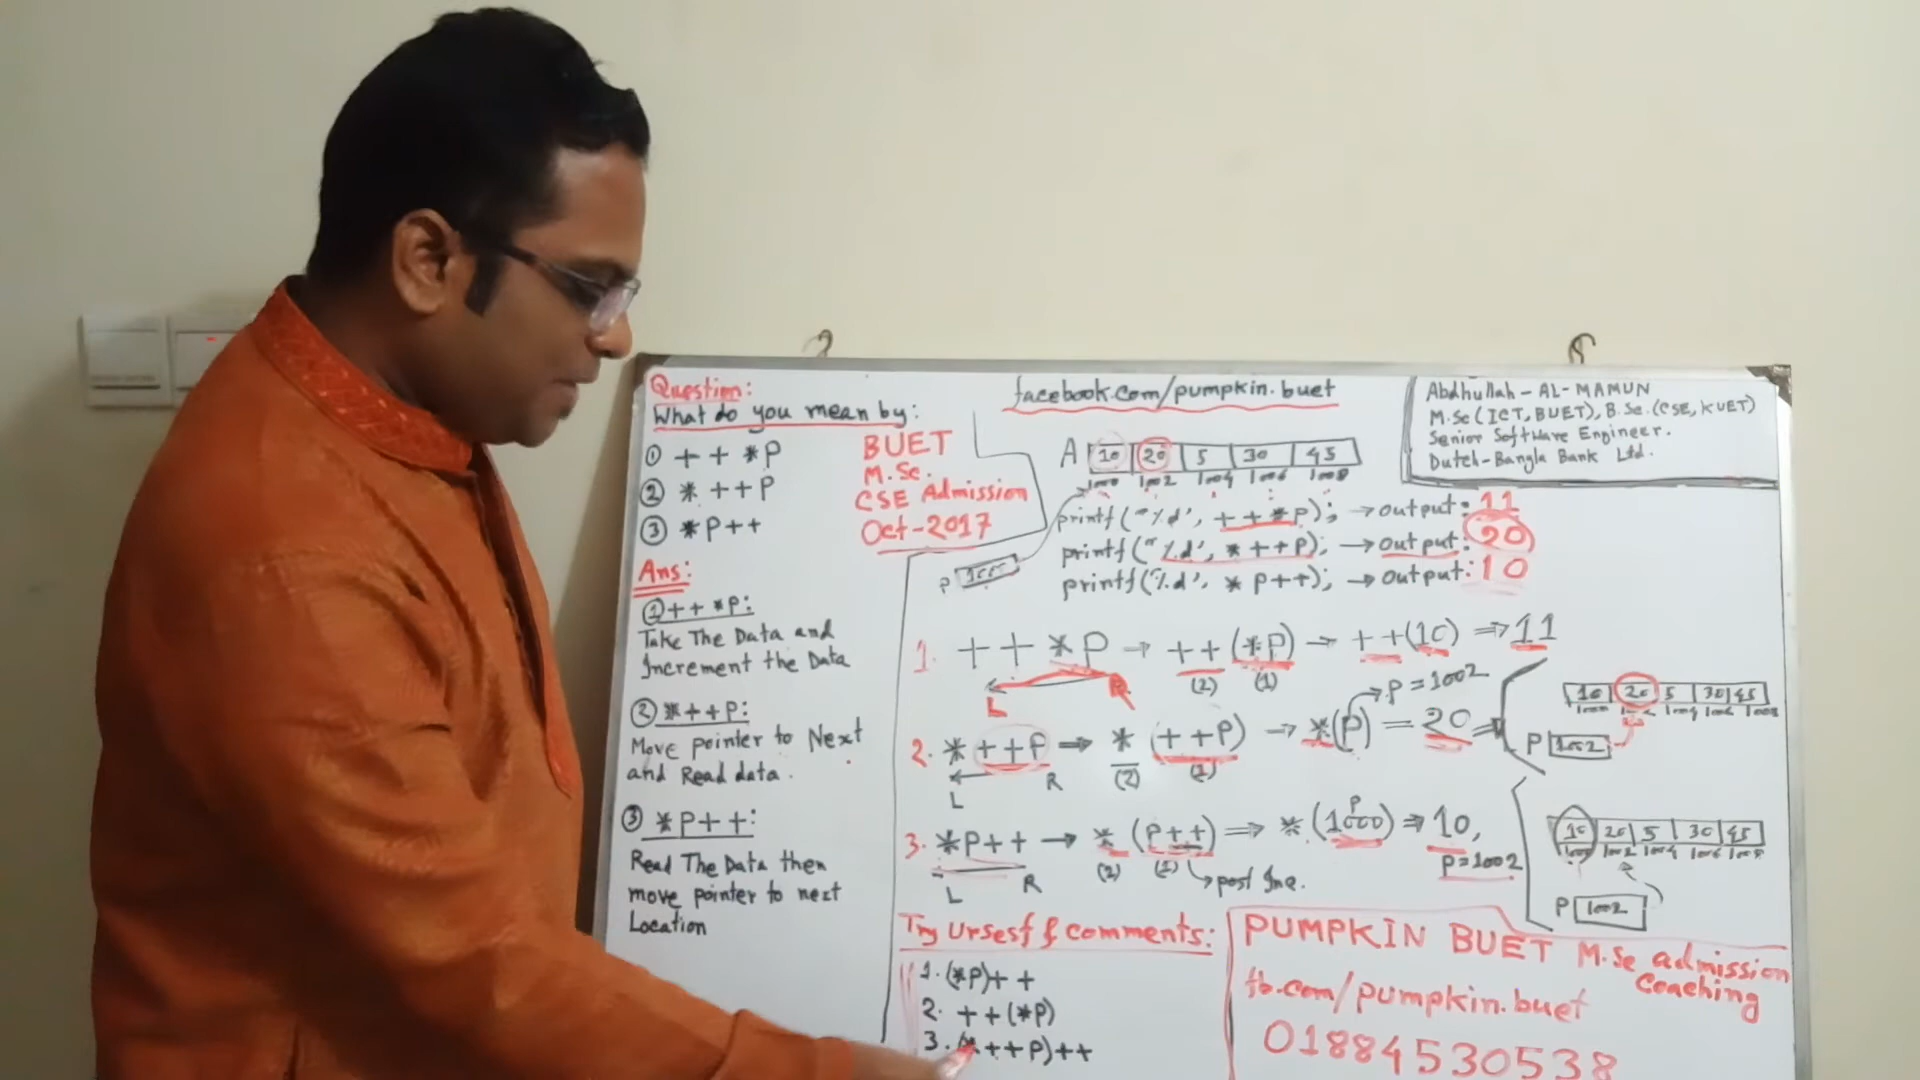 Question:
What do you mean by:
① ++*P
② *++P
③ *P++
BUET
M.Sc.
CSE Admission
Oct-2017
Ans:
① ++*P:
Take The Data and
Increment the Data
② *++P:
Move pointer to Next
and Read data.
③ *P++:
Read The Data then
move pointer to next
Location
facebook.com/pumpkin.buet
Abdhullah-AL-MAMUN
M.Sc(ICT, BUET), B.Sc.(CSE, KUET)
Senior Software Engineer.
Dutch-Bangla Bank Ltd.
A 10 20 5 30 45
1000 1002 1004 1006 1008
P 1000
printf("%d", ++*P); → output: 11
printf("%d", *++P); → output: 20
printf("%d", *P++); → output: 10
1. ++*P → ++(*P) → ++(10) ⇒ 11
L R (2) (1)
P=1002
2. *++P ⇒ *(++P) → *(P) = 20 ⇒
L R (2) (1)
10 20 5 30 45
1000 1002 1004 1006 1008
P 1002
3. *P++ → *(P++) ⇒ *(1000) ⇒ 10,
P
P=1002
L R (2) (1) post Inc.
10 20 5 30 45
1000 1002 1004 1006 1008
P 1002
Try Ursesf & comments:
1. (*P)++
2. ++(*P)
3. (*++P)++
PUMPKIN BUET M.Sc admission
Coaching
fb.com/pumpkin.buet
01884530538